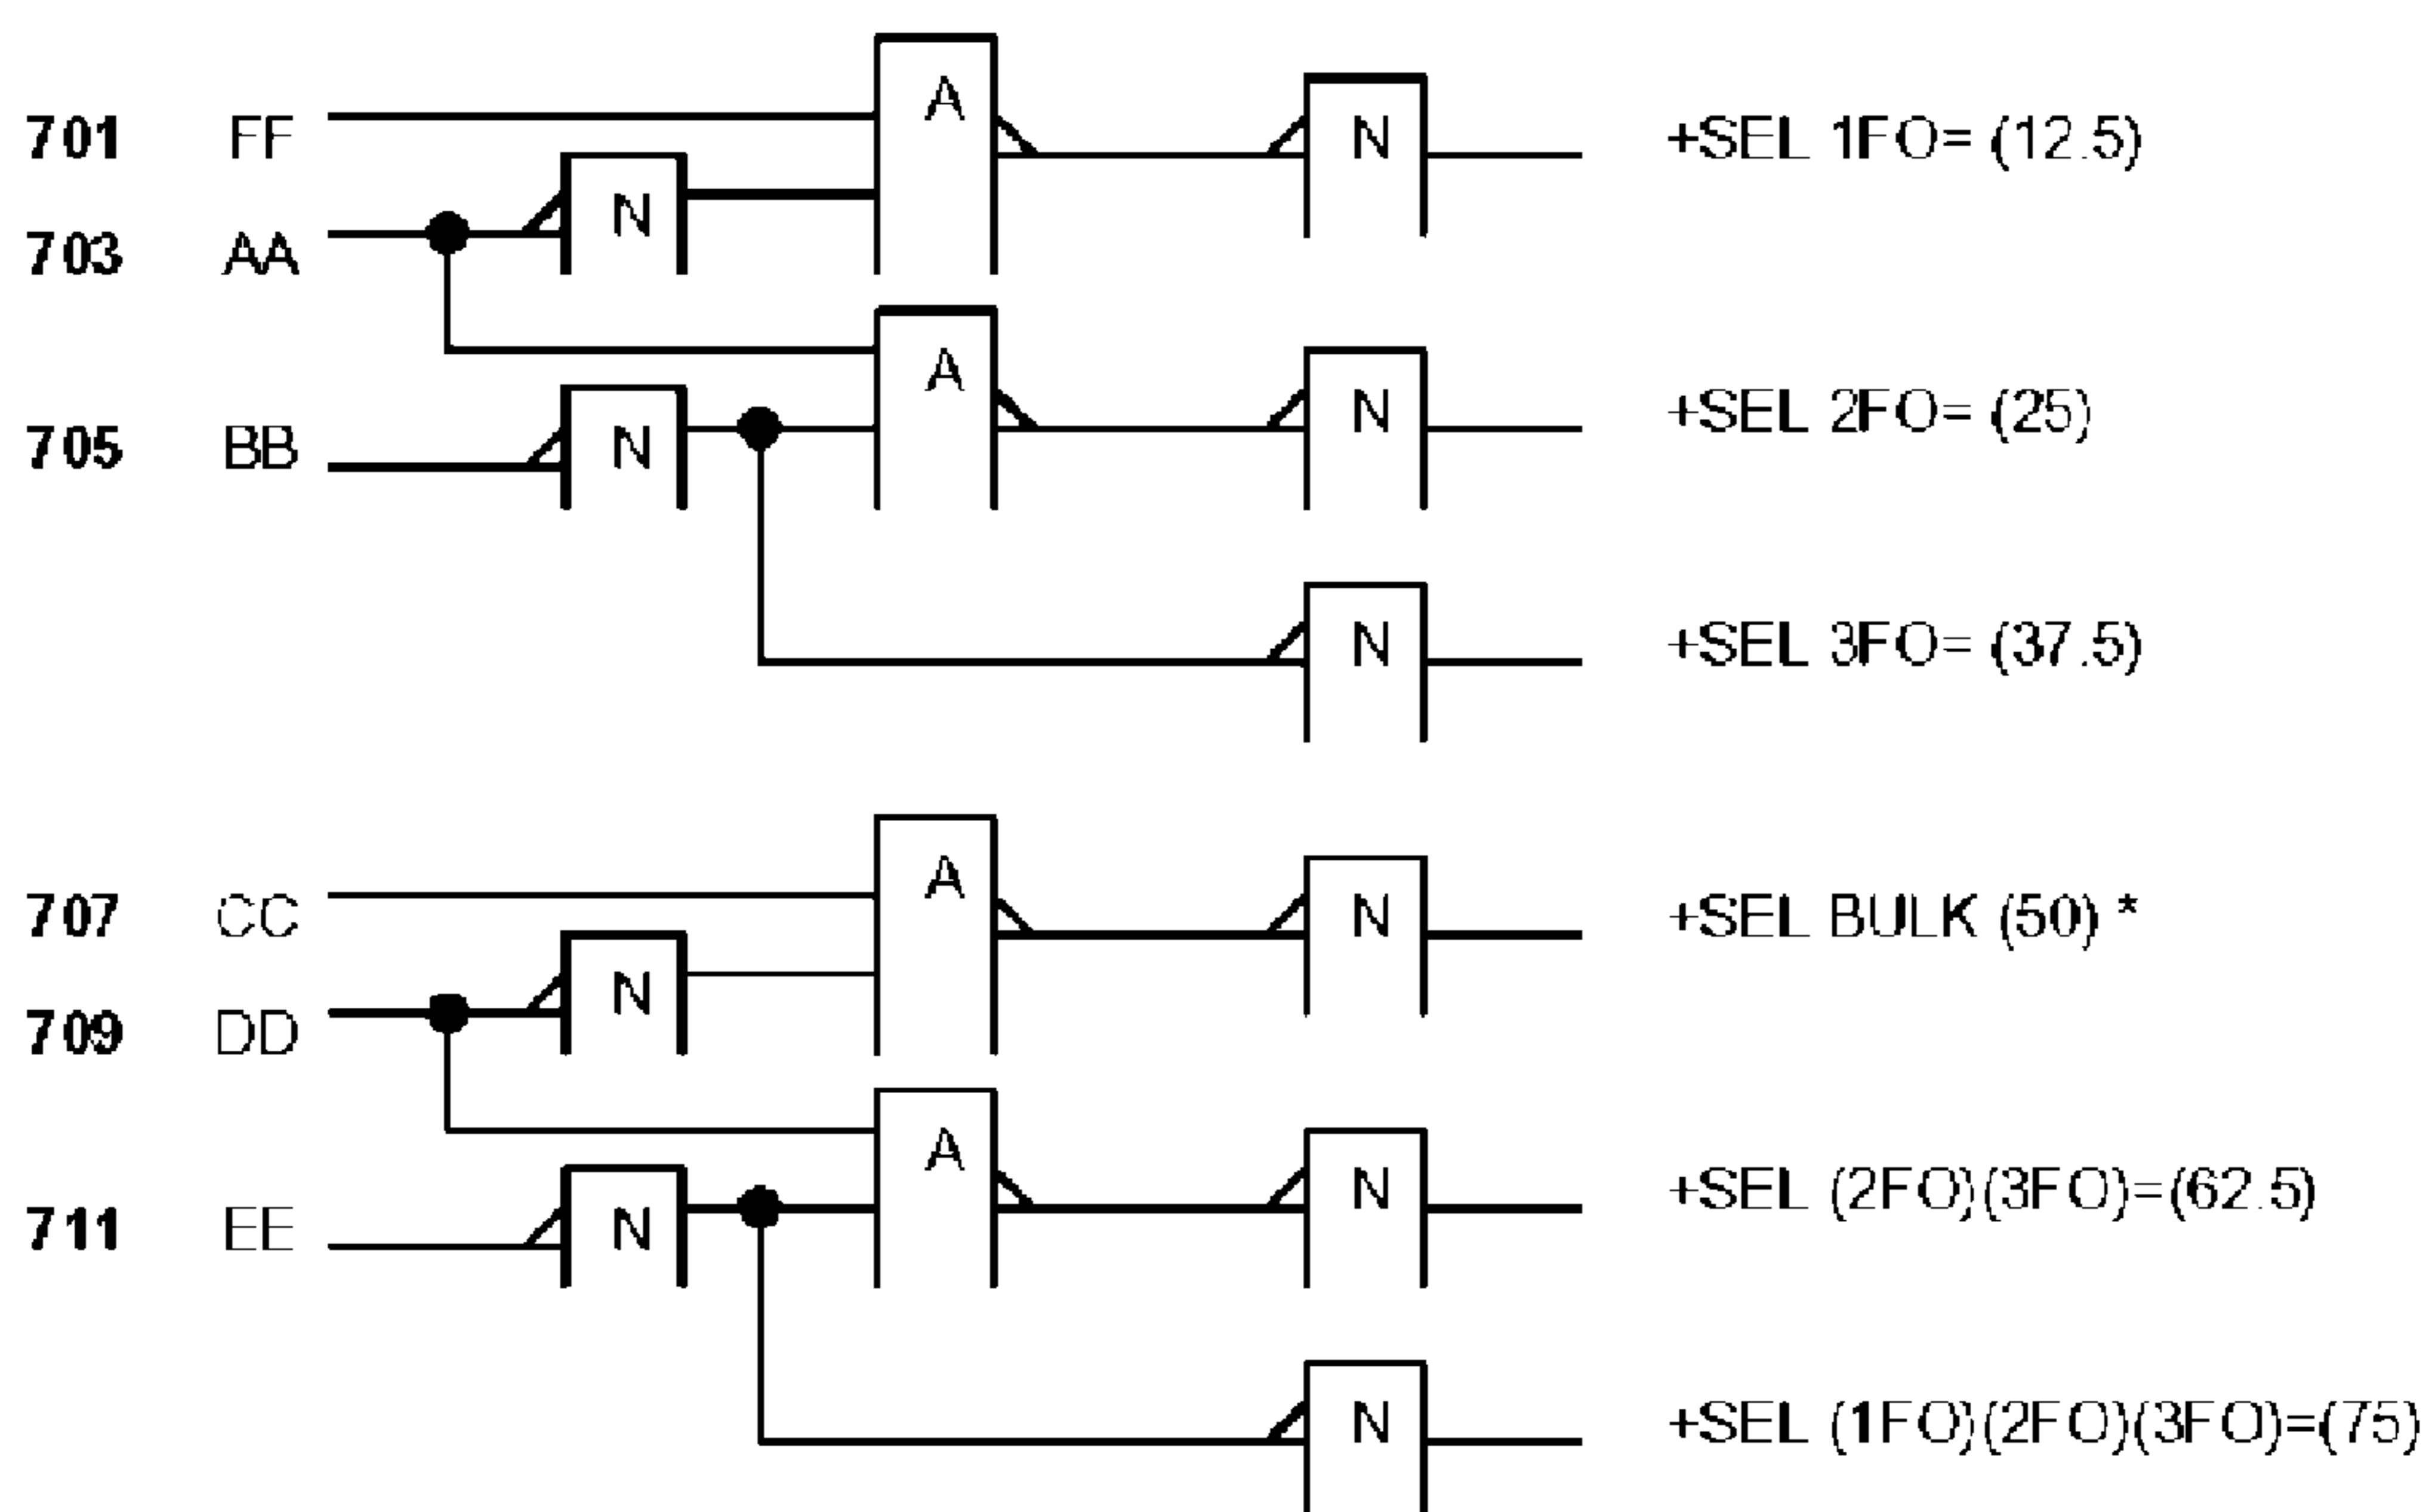 A
701 FF N +SEL 1FO= (12.5)
N
703 AA
A
705 BB N N +SEL 2FO= (25)
N +SEL 3FO= (37.5)
A
707 CC N +SEL BULK (50) *
N
709 DD
A
711 EE N N +SEL (2FO)(3FO)=(62.5)
N +SEL (1FO)(2FO)(3FO)=(75)